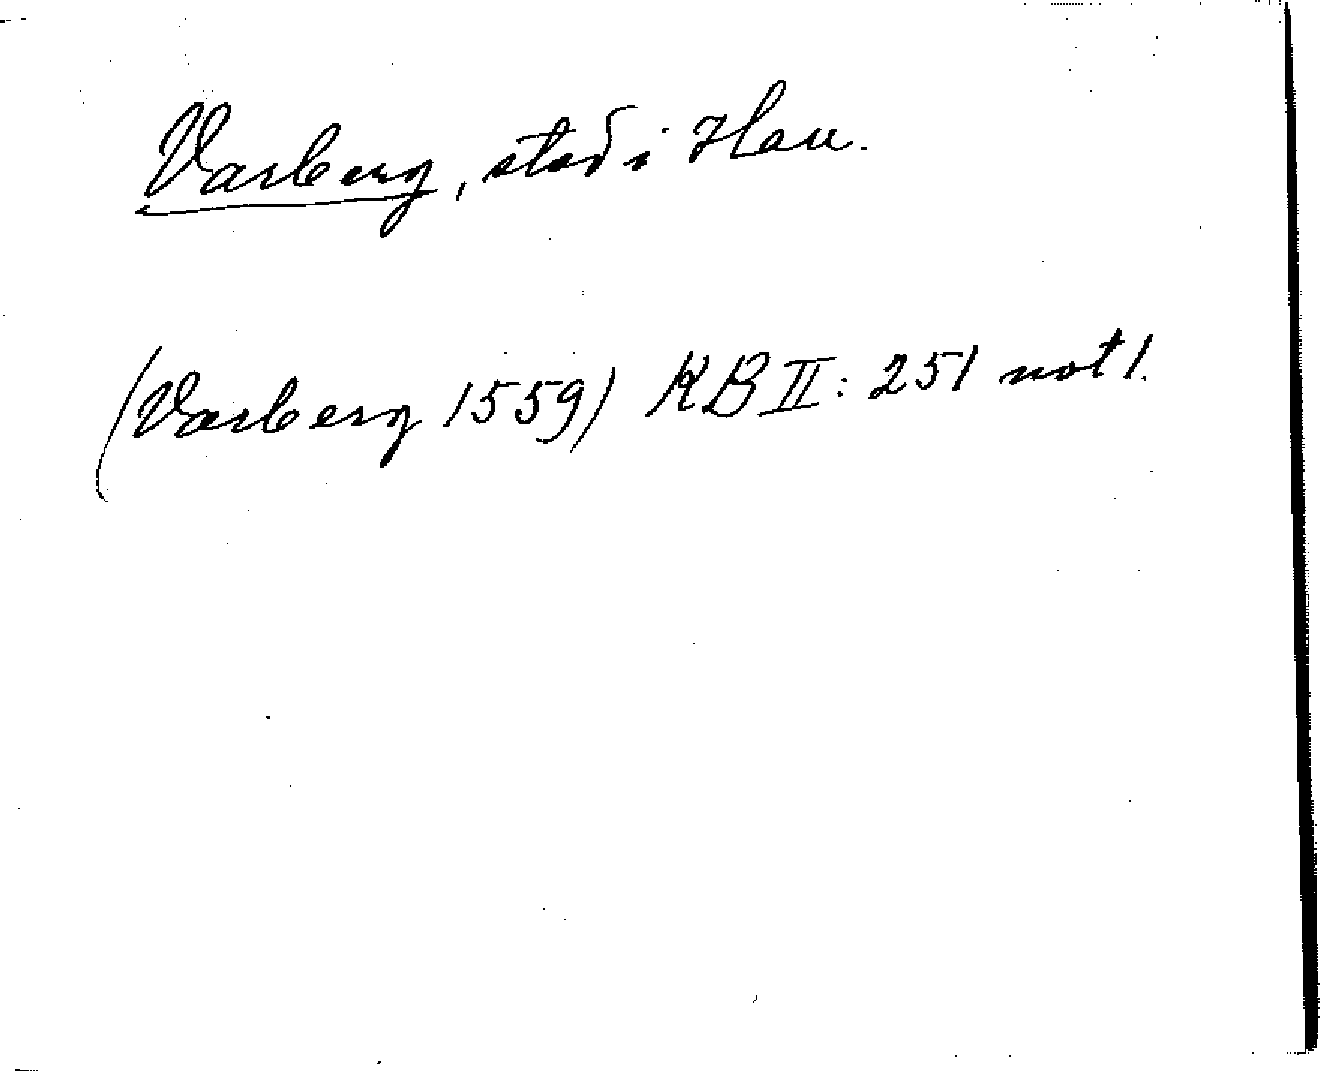 Varberg, stad i Hall.
(Varberg 1559) KB II: 251 not 1.